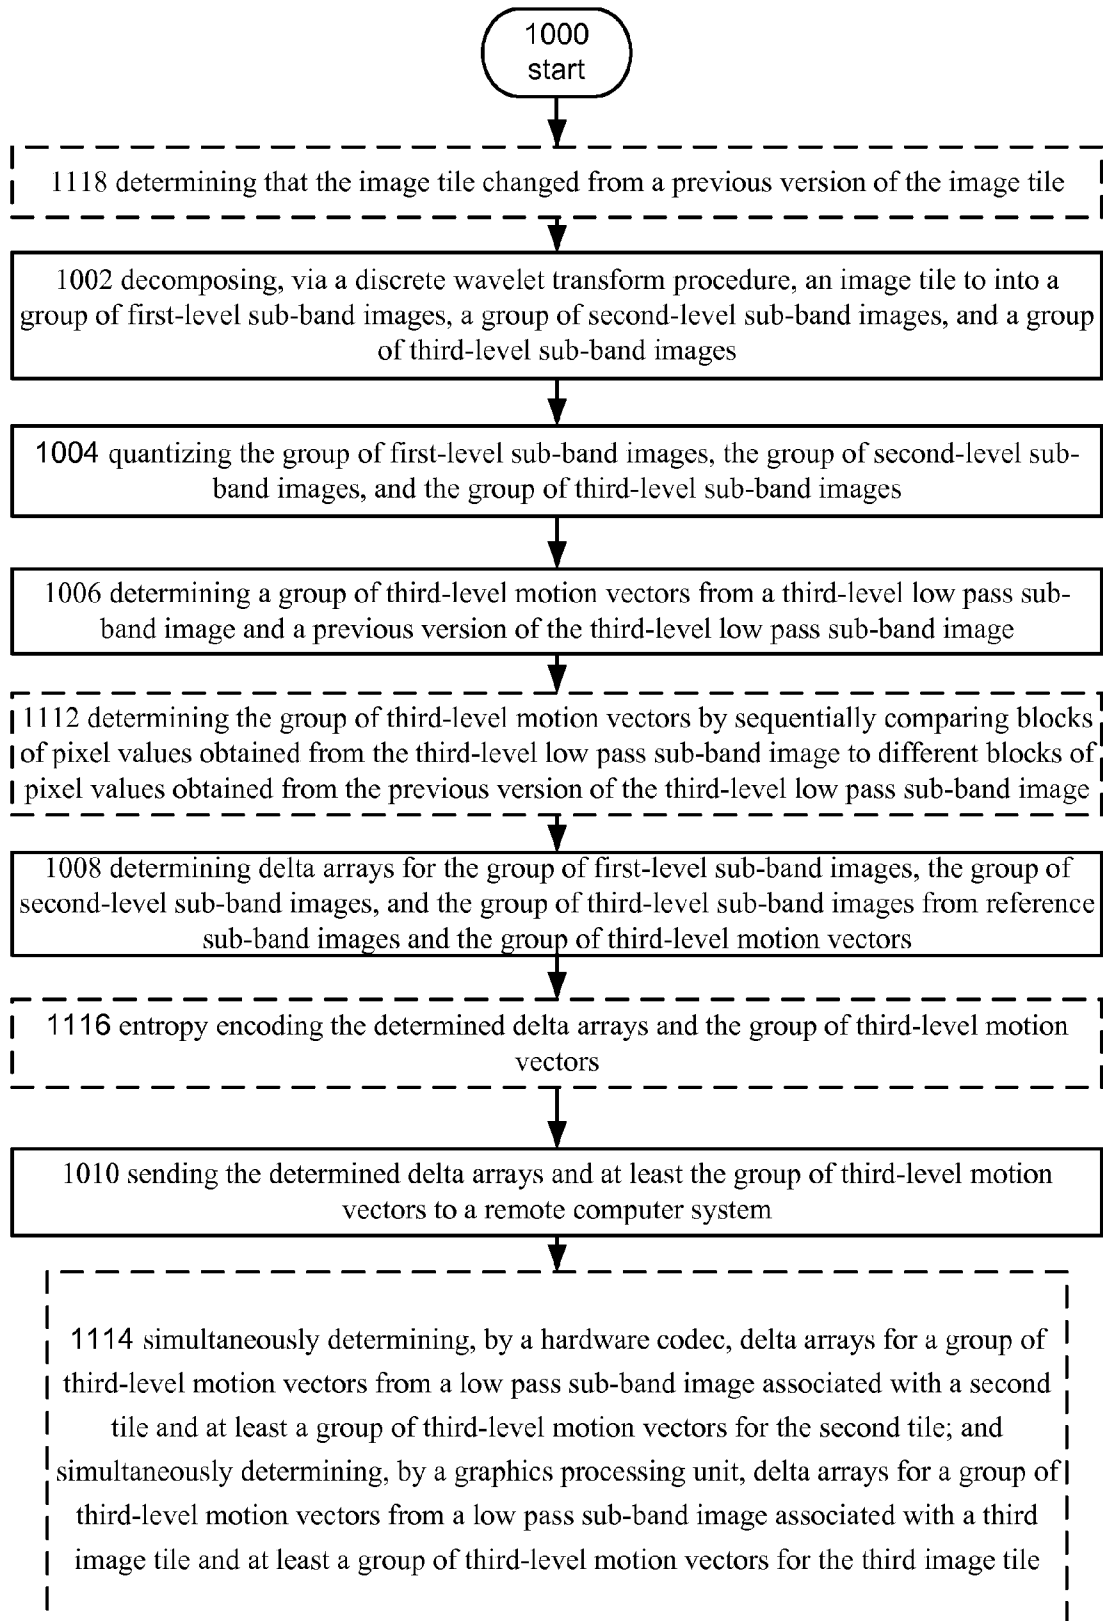 1000
start
1118 determining that the image tile changed from a previous version of the image tile
1002 decomposing, via a discrete wavelet transform procedure, an image tile to into a
group of first-level sub-band images, a group of second-level sub-band images, and a group
of third-level sub-band images
1004 quantizing the group of first-level sub-band images, the group of second-level sub-
band images, and the group of third-level sub-band images
1006 determining a group of third-level motion vectors from a third-level low pass sub-
band image and a previous version of the third-level low pass sub-band image
1112 determining the group of third-level motion vectors by sequentially comparing blocks
of pixel values obtained from the third-level low pass sub-band image to different blocks of
pixel values obtained from the previous version of the third-level low pass sub-band image
1008 determining delta arrays for the group of first-level sub-band images, the group of
second-level sub-band images, and the group of third-level sub-band images from reference
sub-band images and the group of third-level motion vectors
1116 entropy encoding the determined delta arrays and the group of third-level motion
vectors
1010 sending the determined delta arrays and at least the group of third-level motion
vectors to a remote computer system
1114 simultaneously determining, by a hardware codec, delta arrays for a group of
third-level motion vectors from a low pass sub-band image associated with a second
tile and at least a group of third-level motion vectors for the second tile; and
simultaneously determining, by a graphics processing unit, delta arrays for a group of
third-level motion vectors from a low pass sub-band image associated with a third
image tile and at least a group of third-level motion vectors for the third image tile